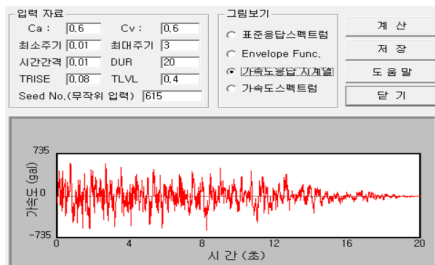 입력 자료
Ca : 0,6 Cv : 0,6
최소주기 0,01 최대주기 3
시간간격 0,01 DUR 20
TRISE 0,08 TLVL 0,4
Seed No.(무작위 입력) 615
그림보기
표준응답스펙트럼
Envelope Func.
가속도응답 시계열
가속도스펙트럼
계 산
저 장
도 움 말
닫 기
735
0
-735
가속도 (gal)
0 4 8 12 16 20
시 간 (초)